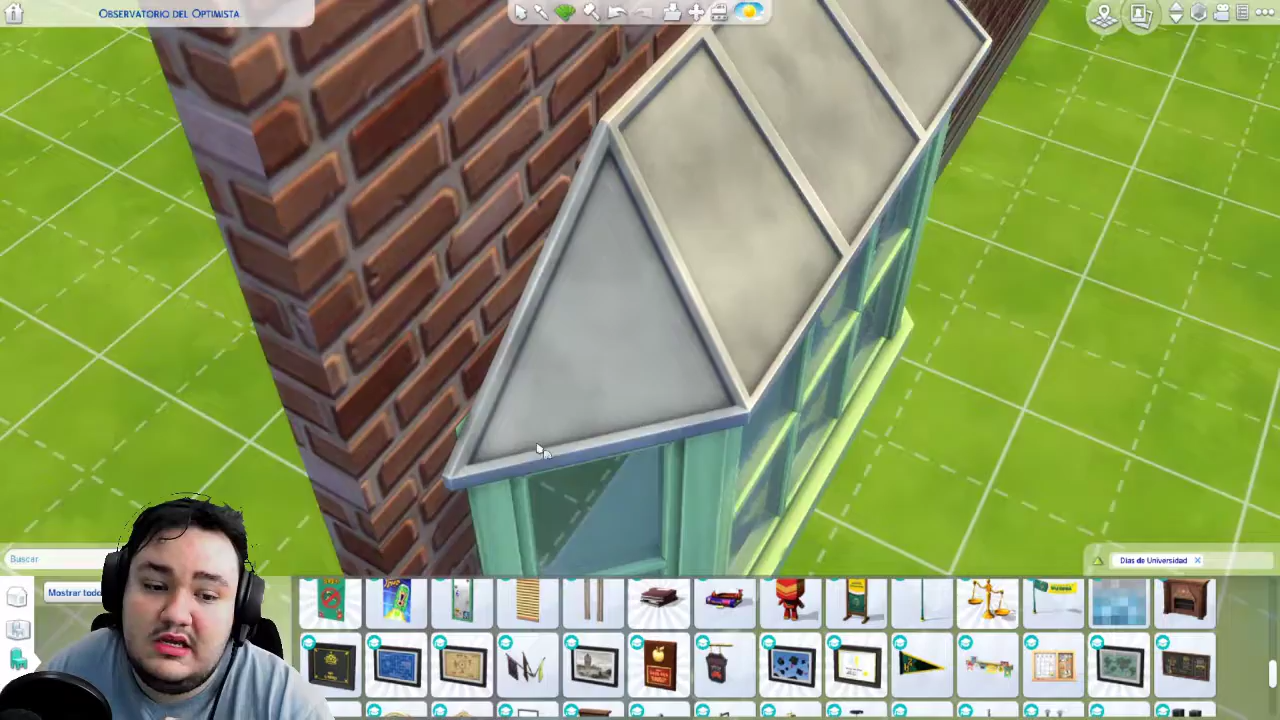 Observatorio del Optimista
Buscar
Mostrar todo
Días de Universidad